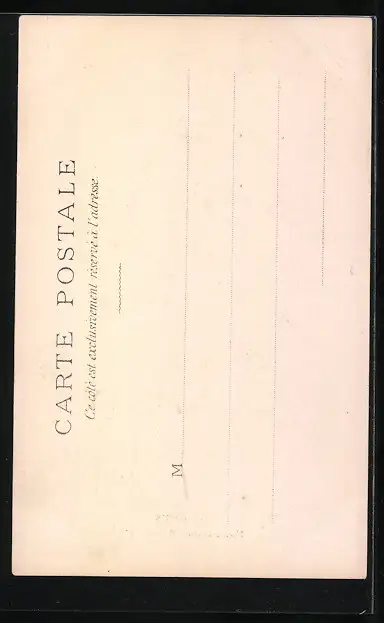 CARTE POSTALE
Ce côté est exclusivement réservé à l'adresse
M